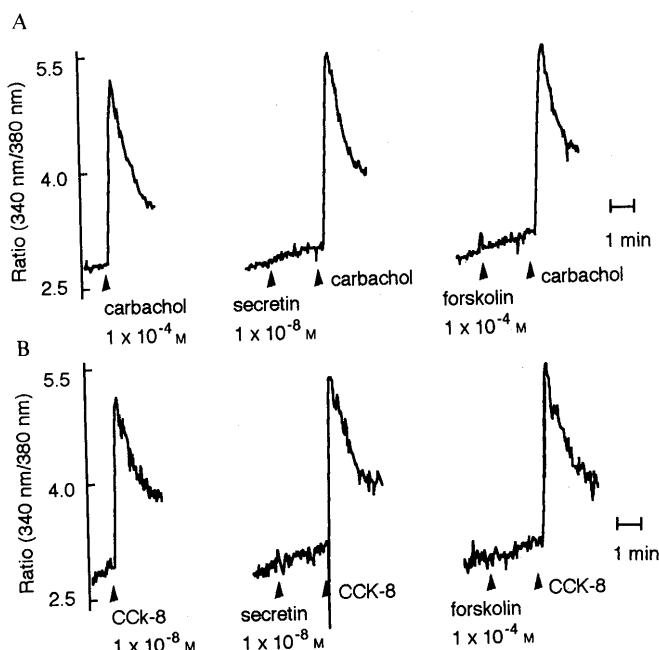 A
Ratio (340 nm/380 nm)
5.5
4.0
2.5
carbachol
1 x 10⁻⁴ M
secretin
1 x 10⁻⁸ M
carbachol
forskolin
1 x 10⁻⁴ M
carbachol
1 min
B
Ratio (340 nm/380 nm)
5.5
4.0
2.5
CCk-8
1 x 10⁻⁸ M
secretin
1 x 10⁻⁸ M
CCK-8
forskolin
1 x 10⁻⁴ M
CCK-8
1 min